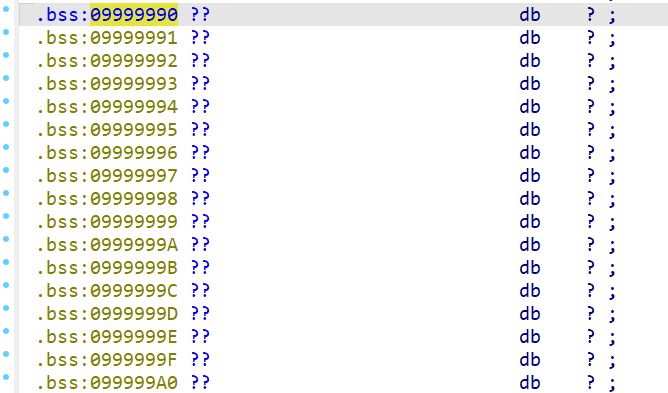 .bss:09999990 ?? db ? ;
.bss:09999991 ?? db ? ;
.bss:09999992 ?? db ? ;
.bss:09999993 ?? db ? ;
.bss:09999994 ?? db ? ;
.bss:09999995 ?? db ? ;
.bss:09999996 ?? db ? ;
.bss:09999997 ?? db ? ;
.bss:09999998 ?? db ? ;
.bss:09999999 ?? db ? ;
.bss:0999999A ?? db ? ;
.bss:0999999B ?? db ? ;
.bss:0999999C ?? db ? ;
.bss:0999999D ?? db ? ;
.bss:0999999E ?? db ? ;
.bss:0999999F ?? db ? ;
.bss:099999A0 ?? db ? ;